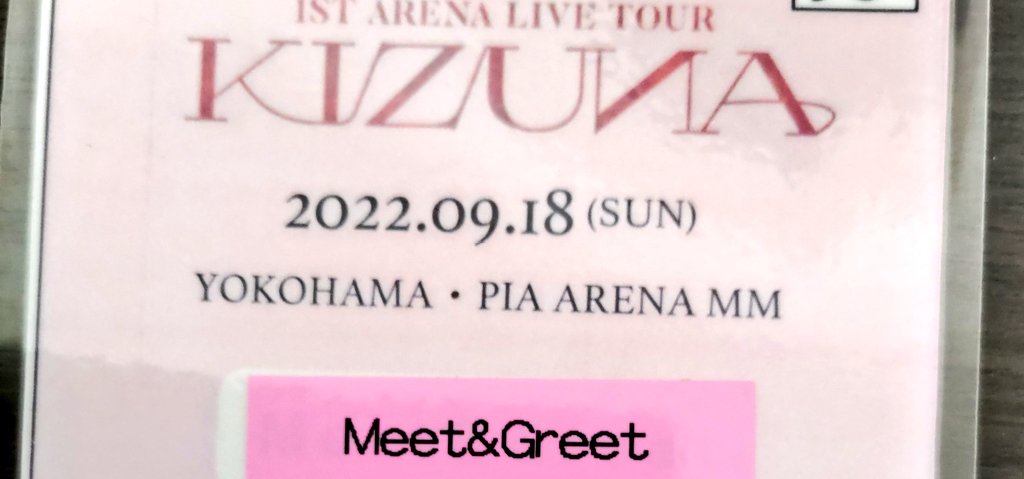 1ST ARENA LIVE TOUR
KIZUNA
2022.09.18 (SUN)
YOKOHAMA・PIA ARENA MM
Meet&Greet